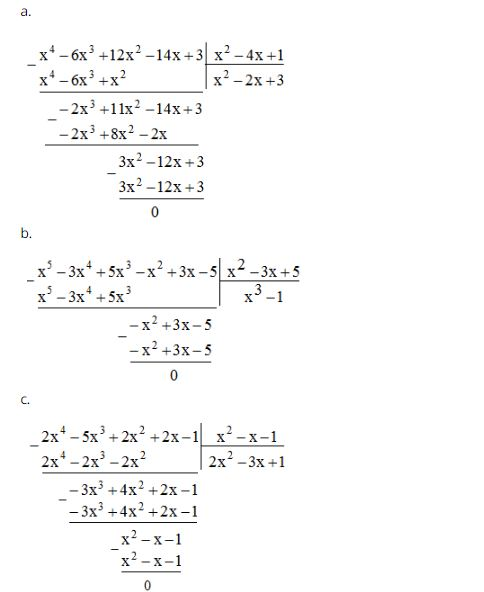 a.
x⁴ – 6x³ + 12x² – 14x + 3 x² – 4x + 1
– x⁴ – 6x³ + x² x² – 2x + 3
– 2x³ + 11x² – 14x + 3
– – 2x³ + 8x² – 2x
3x² – 12x + 3
– 3x² – 12x + 3
0
b.
x⁵ – 3x⁴ + 5x³ – x² + 3x – 5 x² – 3x + 5
– x⁵ – 3x⁴ + 5x³ x³ – 1
– x² + 3x – 5
– – x² + 3x – 5
0
c.
2x⁴ – 5x³ + 2x² + 2x – 1 x² – x – 1
– 2x⁴ – 2x³ – 2x² 2x² – 3x + 1
– 3x³ + 4x² + 2x – 1
– – 3x³ + 4x² + 2x – 1
x² – x – 1
– x² – x – 1
0